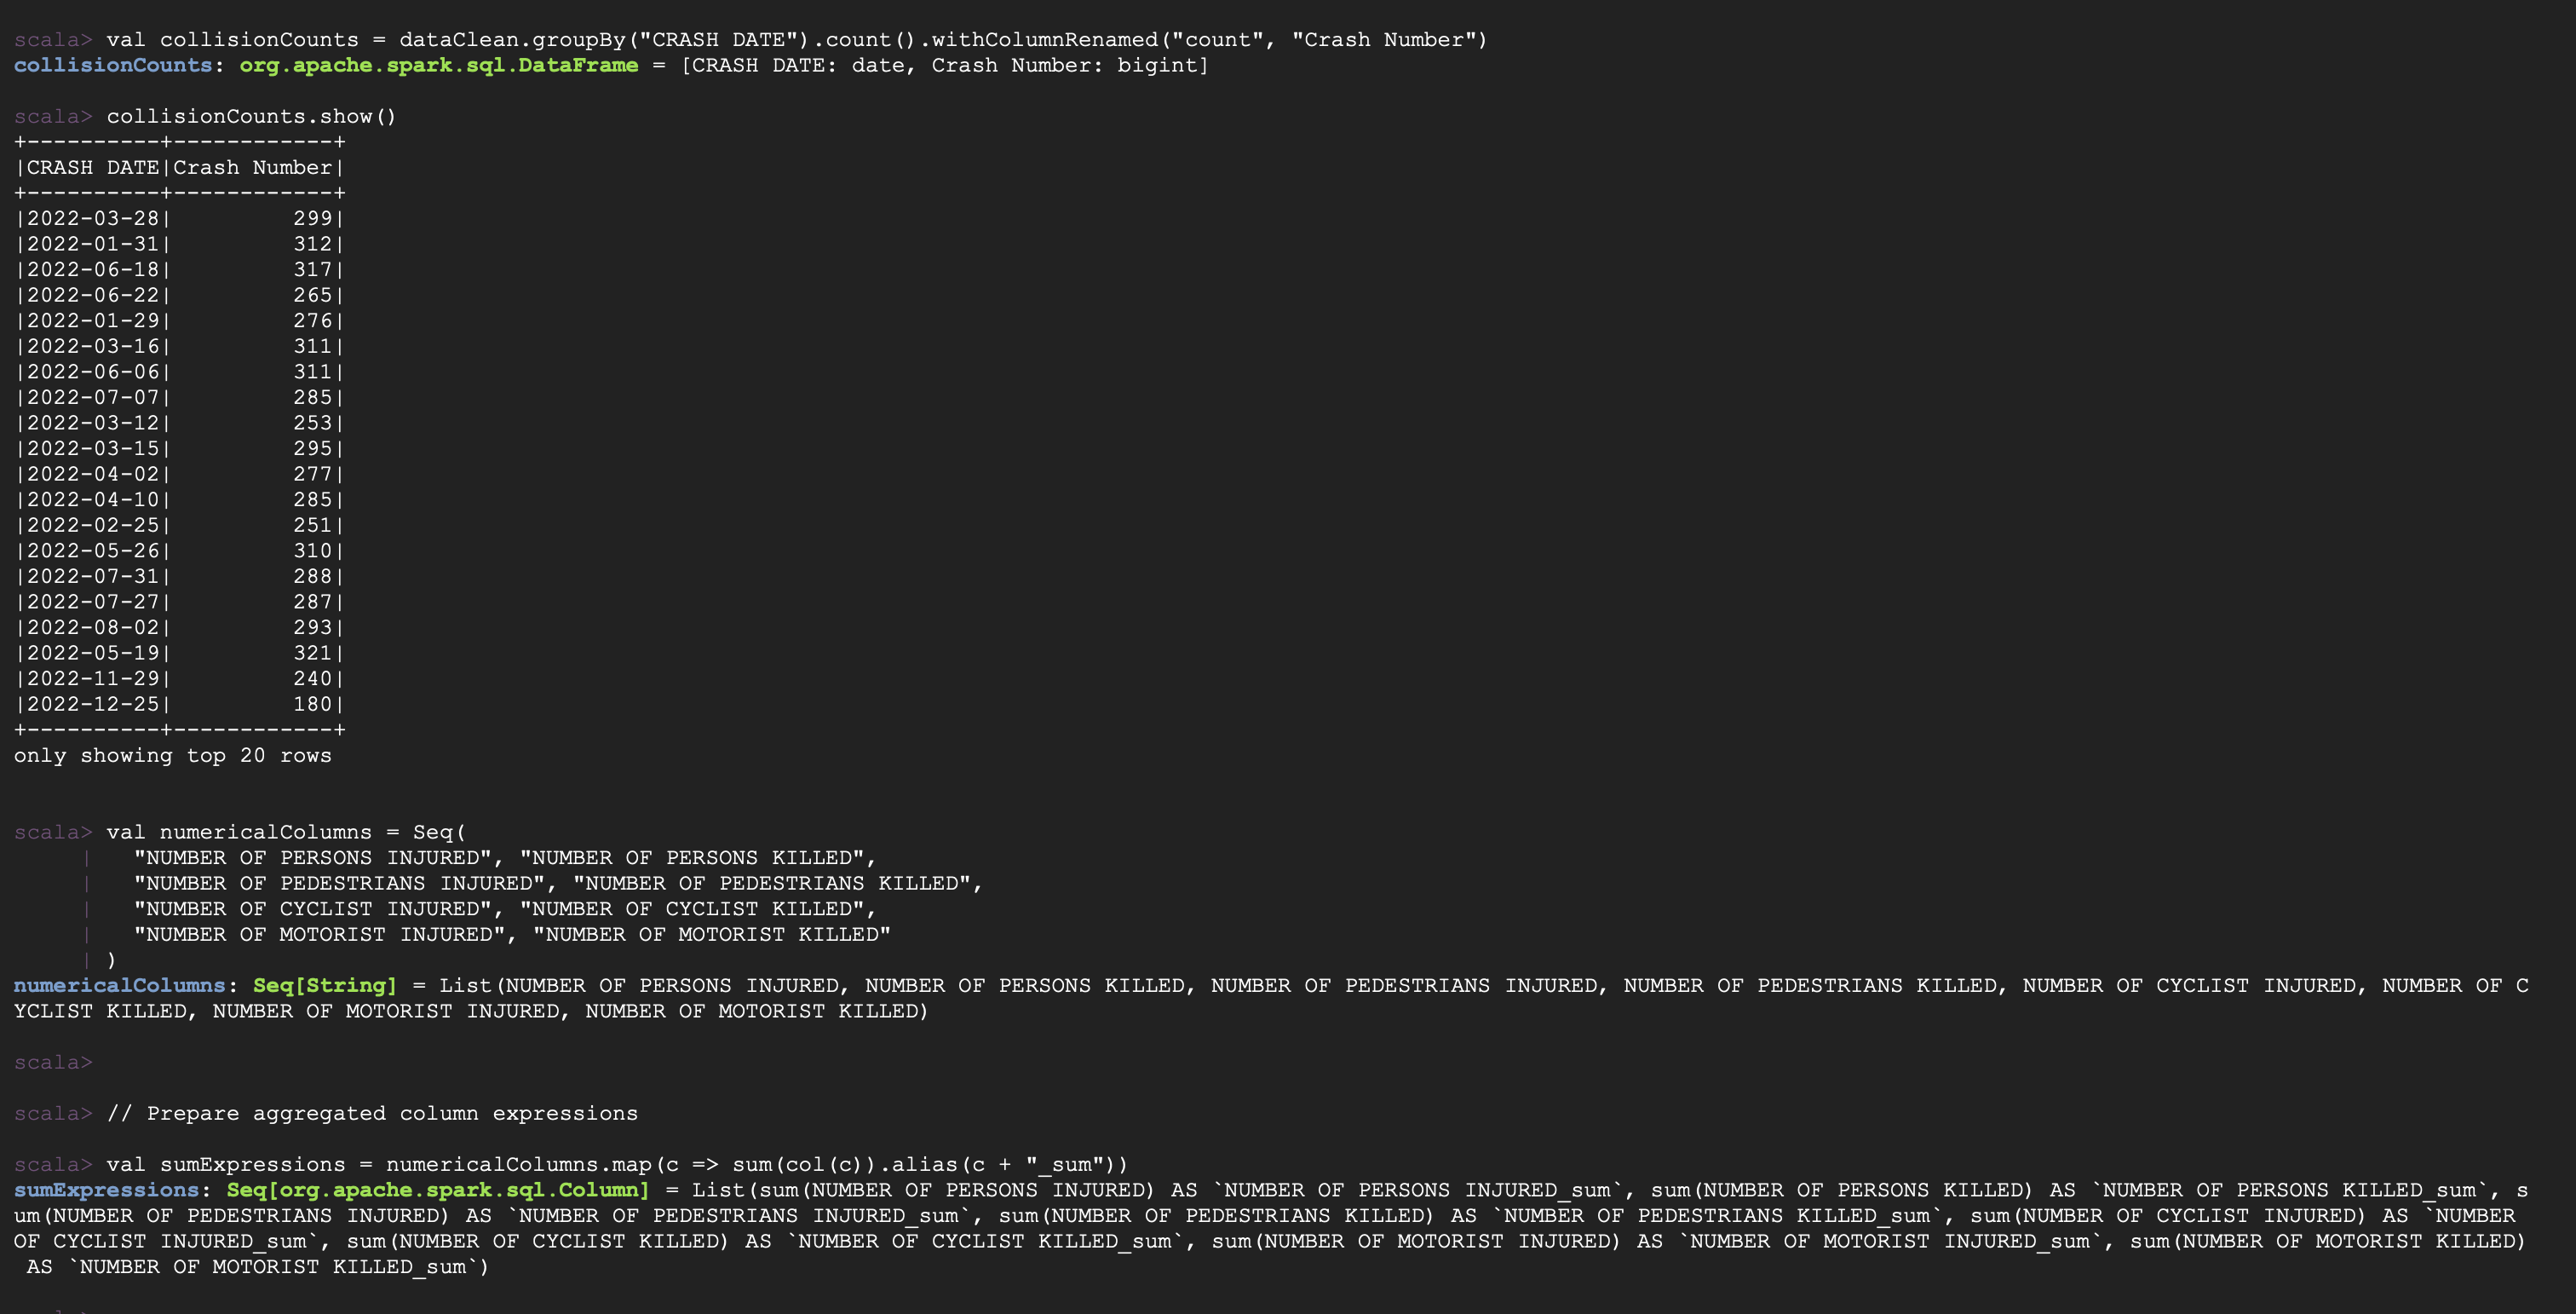 scala> val collisionCounts = dataClean.groupBy("CRASH DATE").count().withColumnRenamed("count", "Crash Number")
collisionCounts: org.apache.spark.sql.DataFrame = [CRASH DATE: date, Crash Number: bigint]
scala> collisionCounts.show()
+----------+------------+
|CRASH DATE|Crash Number|
+----------+------------+
|2022-03-28|         299|
|2022-01-31|         312|
|2022-06-18|         317|
|2022-06-22|         265|
|2022-01-29|         276|
|2022-03-16|         311|
|2022-06-06|         311|
|2022-07-07|         285|
|2022-03-12|         253|
|2022-03-15|         295|
|2022-04-02|         277|
|2022-04-10|         285|
|2022-02-25|         251|
|2022-05-26|         310|
|2022-07-31|         288|
|2022-07-27|         287|
|2022-08-02|         293|
|2022-05-19|         321|
|2022-11-29|         240|
|2022-12-25|         180|
+----------+------------+
only showing top 20 rows
scala> val numericalColumns = Seq(
     |   "NUMBER OF PERSONS INJURED", "NUMBER OF PERSONS KILLED",
     |   "NUMBER OF PEDESTRIANS INJURED", "NUMBER OF PEDESTRIANS KILLED",
     |   "NUMBER OF CYCLIST INJURED", "NUMBER OF CYCLIST KILLED",
     |   "NUMBER OF MOTORIST INJURED", "NUMBER OF MOTORIST KILLED"
     | )
numericalColumns: Seq[String] = List(NUMBER OF PERSONS INJURED, NUMBER OF PERSONS KILLED, NUMBER OF PEDESTRIANS INJURED, NUMBER OF PEDESTRIANS KILLED, NUMBER OF CYCLIST INJURED, NUMBER OF C
YCLIST KILLED, NUMBER OF MOTORIST INJURED, NUMBER OF MOTORIST KILLED)
scala>
scala> // Prepare aggregated column expressions
scala> val sumExpressions = numericalColumns.map(c => sum(col(c)).alias(c + "_sum"))
sumExpressions: Seq[org.apache.spark.sql.Column] = List(sum(NUMBER OF PERSONS INJURED) AS `NUMBER OF PERSONS INJURED_sum`, sum(NUMBER OF PERSONS KILLED) AS `NUMBER OF PERSONS KILLED_sum`, s
um(NUMBER OF PEDESTRIANS INJURED) AS `NUMBER OF PEDESTRIANS INJURED_sum`, sum(NUMBER OF PEDESTRIANS KILLED) AS `NUMBER OF PEDESTRIANS KILLED_sum`, sum(NUMBER OF CYCLIST INJURED) AS `NUMBER
OF CYCLIST INJURED_sum`, sum(NUMBER OF CYCLIST KILLED) AS `NUMBER OF CYCLIST KILLED_sum`, sum(NUMBER OF MOTORIST INJURED) AS `NUMBER OF MOTORIST INJURED_sum`, sum(NUMBER OF MOTORIST KILLED)
 AS `NUMBER OF MOTORIST KILLED_sum`)